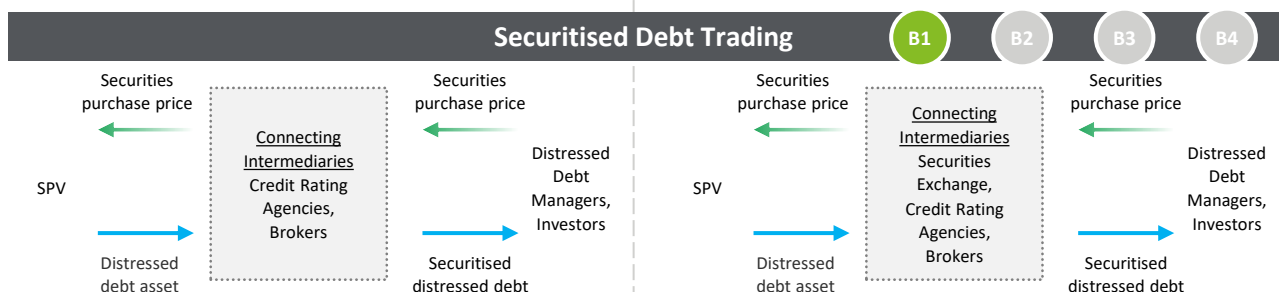 Securitised Debt Trading
B1
B2
B3
B4
Securities
purchase price
Securities
purchase price
SPV
Connecting
Intermediaries
Credit Rating
Agencies,
Brokers
Distressed
Debt
Managers,
Investors
Distressed
debt asset
Securitised
distressed debt
Securities
purchase price
Securities
purchase price
SPV
Connecting
Intermediaries
Securities
Exchange,
Credit Rating
Agencies,
Brokers
Distressed
Debt
Managers,
Investors
Distressed
debt asset
Securitised
distressed debt